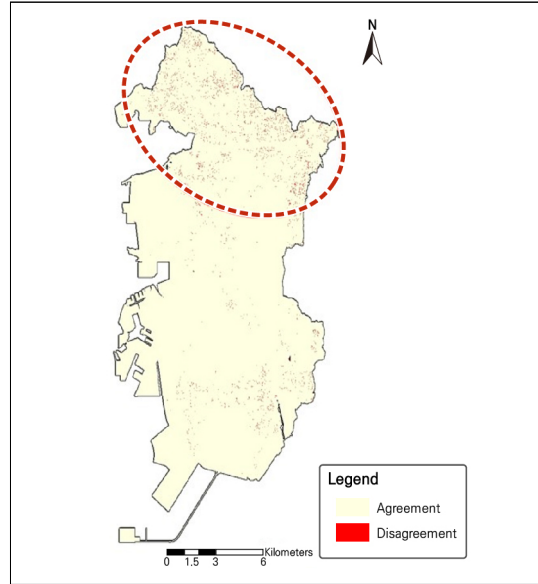 N
Legend
Agreement
Disagreement
Kilometers
0 1.5 3 6